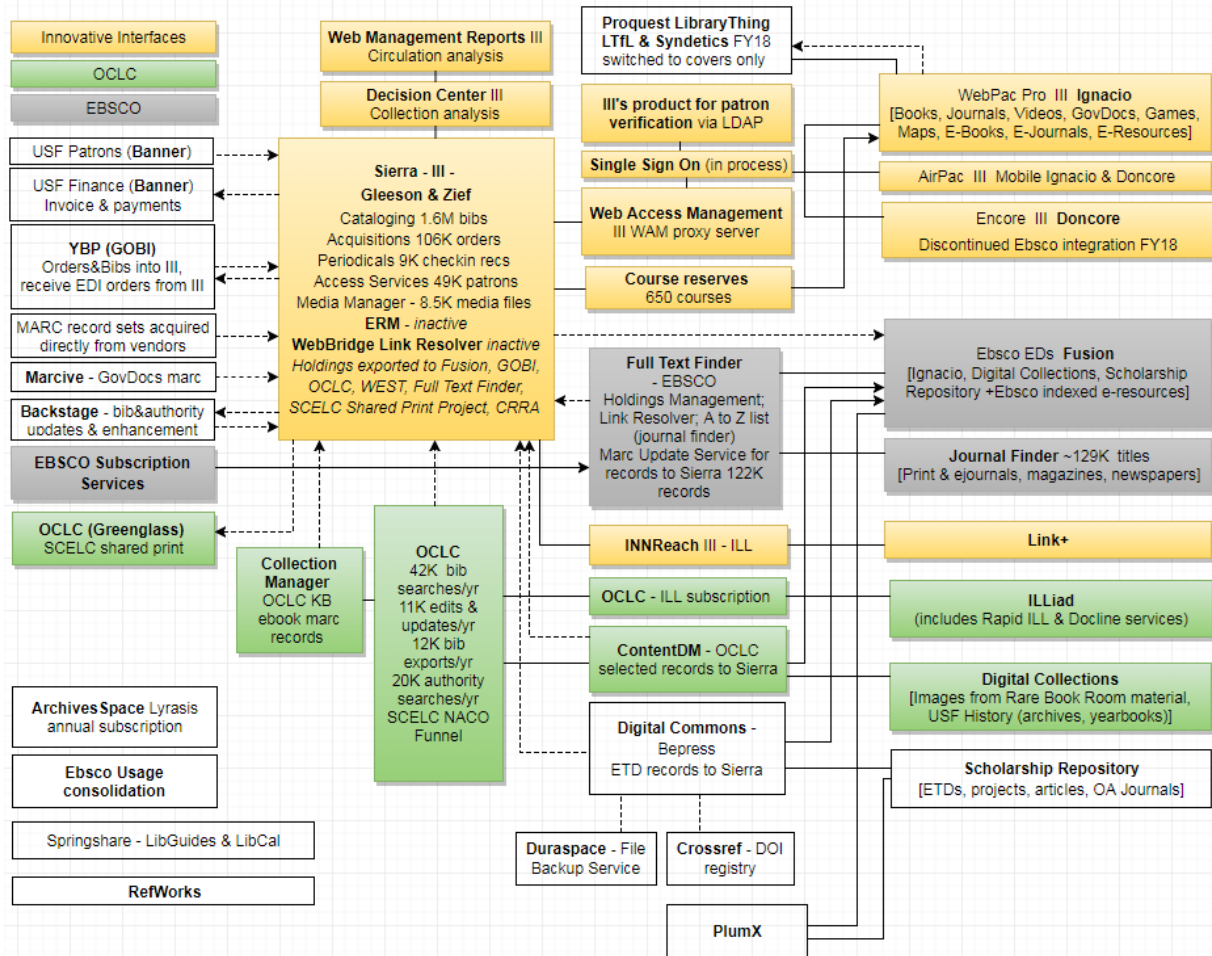 Innovative Interfaces
OCLC
EBSCO
USF Patrons (Banner)
USF Finance (Banner)
Invoice & payments
YBP (GOBI)
Orders&Bibs into III,
receive EDI orders from III
MARC record sets acquired
directly from vendors
Marcive - GovDocs marc
Backstage - bib&authority
updates & enhancement
EBSCO Subscription
Services
OCLC (Greenglass)
SCELC shared print
ArchivesSpace Lyrasis
annual subscription
Ebsco Usage
consolidation
Springshare - LibGuides & LibCal
RefWorks
Web Management Reports III
Circulation analysis
Decision Center III
Collection analysis
Sierra - III -
Gleeson & Zief
Cataloging 1.6M bibs
Acquisitions 106K orders
Periodicals 9K checkin recs
Access Services 49K patrons
Media Manager - 8.5K media files
ERM - inactive
WebBridge Link Resolver inactive
Holdings exported to Fusion, GOBI,
OCLC, WEST, Full Text Finder,
SCELC Shared Print Project, CRRA
Collection
Manager
OCLC KB
ebook marc
records
OCLC
42K bib
searches/yr
11K edits &
updates/yr
12K bib
exports/yr
20K authority
searches/yr
SCELC NACO
Funnel
Proquest LibraryThing
LTfL & Syndetics FY18
switched to covers only
III's product for patron
verification via LDAP
Single Sign On (in process)
Web Access Management
III WAM proxy server
Course reserves
650 courses
Full Text Finder
- EBSCO
Holdings Management;
Link Resolver; A to Z list
(journal finder)
Marc Update Service for
records to Sierra 122K
records
INNReach III - ILL
OCLC - ILL subscription
ContentDM - OCLC
selected records to Sierra
Digital Commons -
Bepress
ETD records to Sierra
Duraspace - File
Backup Service
Crossref - DOI
registry
PlumX
WebPac Pro III Ignacio
[Books, Journals, Videos, GovDocs, Games,
Maps, E-Books, E-Journals, E-Resources]
AirPac III Mobile Ignacio & Doncore
Encore III Doncore
Discontinued Ebsco integration FY18
Ebsco EDs Fusion
[Ignacio, Digital Collections, Scholarship
Repository +Ebsco indexed e-resources]
Journal Finder ~129K titles
[Print & ejournals, magazines, newspapers]
Link+
ILLiad
(includes Rapid ILL & Docline services)
Digital Collections
[Images from Rare Book Room material,
USF History (archives, yearbooks)]
Scholarship Repository
[ETDs, projects, articles, OA Journals]